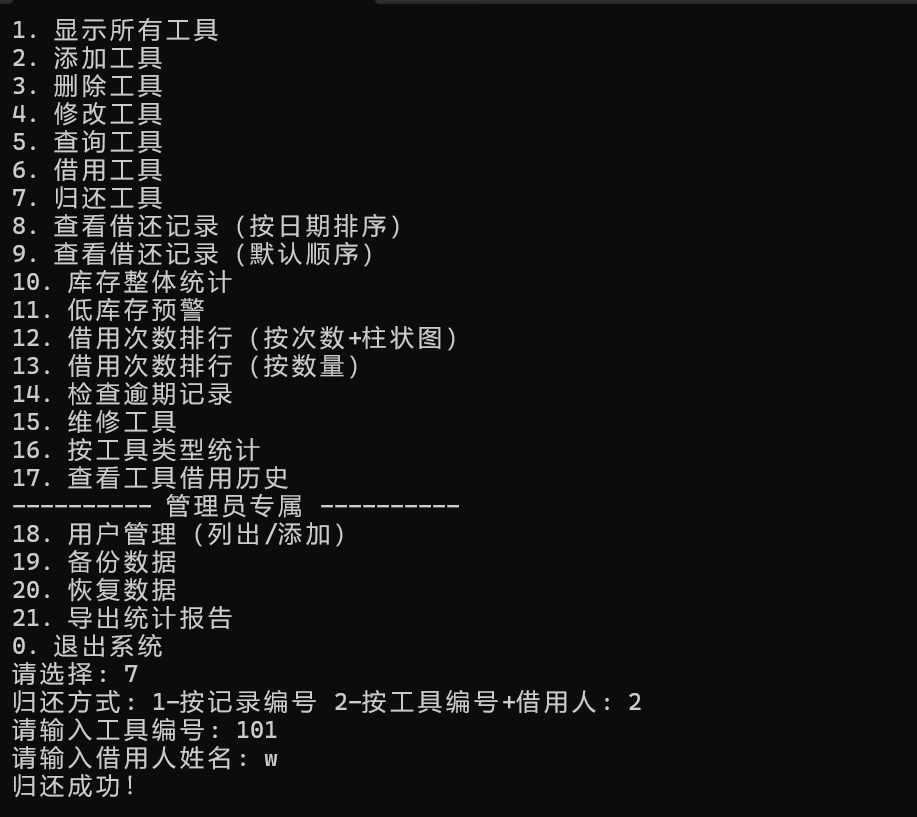 1. 显示所有工具
2. 添加工具
3. 删除工具
4. 修改工具
5. 查询工具
6. 借用工具
7. 归还工具
8. 查看借还记录 (按日期排序)
9. 查看借还记录 (默认顺序)
10. 库存整体统计
11. 低库存预警
12. 借用次数排行 (按次数+柱状图)
13. 借用次数排行 (按数量)
14. 检查逾期记录
15. 维修工具
16. 按工具类型统计
17. 查看工具借用历史
---------- 管理员专属 ----------
18. 用户管理 (列出/添加)
19. 备份数据
20. 恢复数据
21. 导出统计报告
0. 退出系统
请选择: 7
归还方式: 1-按记录编号 2-按工具编号+借用人: 2
请输入工具编号: 101
请输入借用人姓名: w
归还成功!